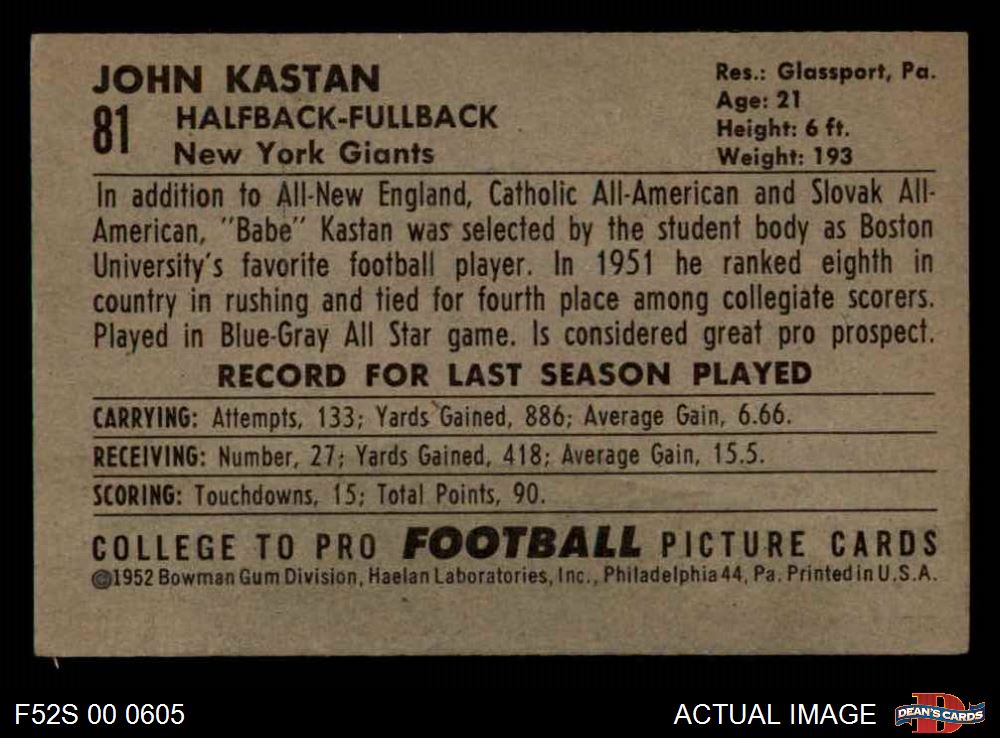 JOHN KASTAN
81 HALFBACK-FULLBACK
New York Giants
Res.: Glassport, Pa.
Age: 21
Height: 6 ft.
Weight: 193
In addition to All-New England, Catholic All-American and Slovak All-
American, "Babe" Kastan was selected by the student body as Boston
University's favorite football player. In 1951 he ranked eighth in
country in rushing and tied for fourth place among collegiate scorers.
Played in Blue-Gray All Star game. Is considered great pro prospect.
RECORD FOR LAST SEASON PLAYED
CARRYING: Attempts, 133; Yards Gained, 886; Average Gain, 6.66.
RECEIVING: Number, 27; Yards Gained, 418; Average Gain, 15.5.
SCORING: Touchdowns, 15; Total Points, 90.
COLLEGE TO PRO FOOTBALL PICTURE CARDS
©1952 Bowman Gum Division, Haelan Laboratories, Inc., Philadelphia 44, Pa. Printed in U.S.A.
F52S 00 0605
ACTUAL IMAGE
DEAN'S CARDS